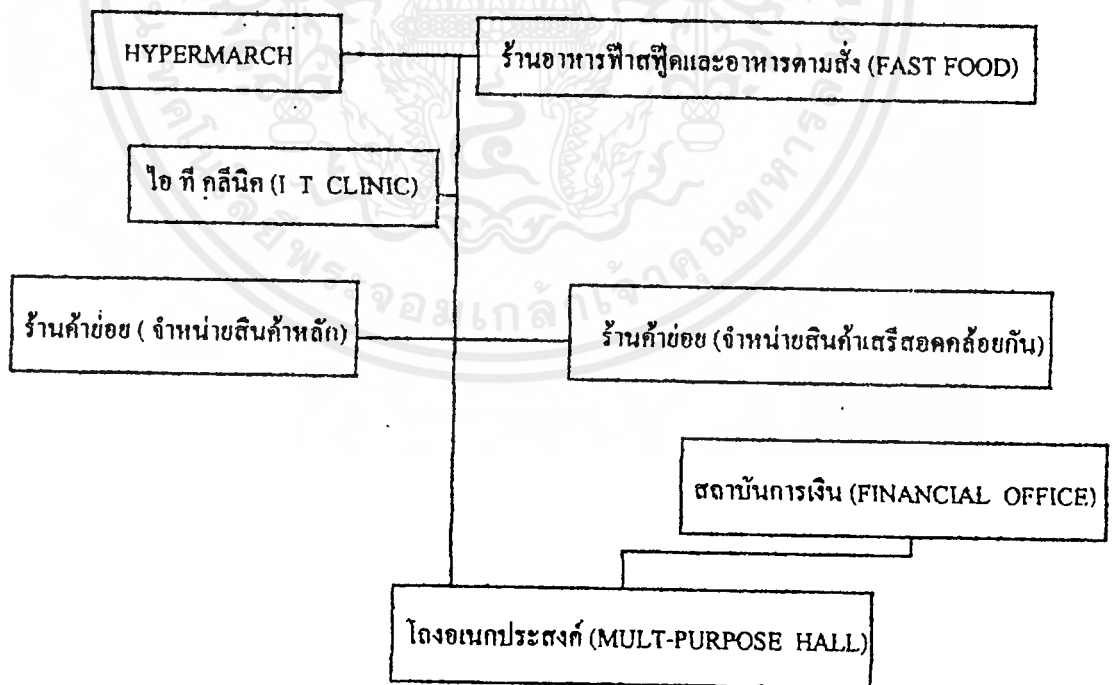 HYPERMARCH
ร้านอาหารฟ้าสฟู๊ดและอาหารตามสั่ง (FAST FOOD)
ไอ ที คลีนิค (I T CLINIC)
ร้านค้าย่อย ( จำหน่ายสินค้าหลัก)
ร้านค้าย่อย (จำหน่ายสินค้าเสรีสอดคล้อยกัน)
สถาบันการเงิน (FINANCIAL OFFICE)
โถงอเนกประสงค์ (MULT-PURPOSE HALL)